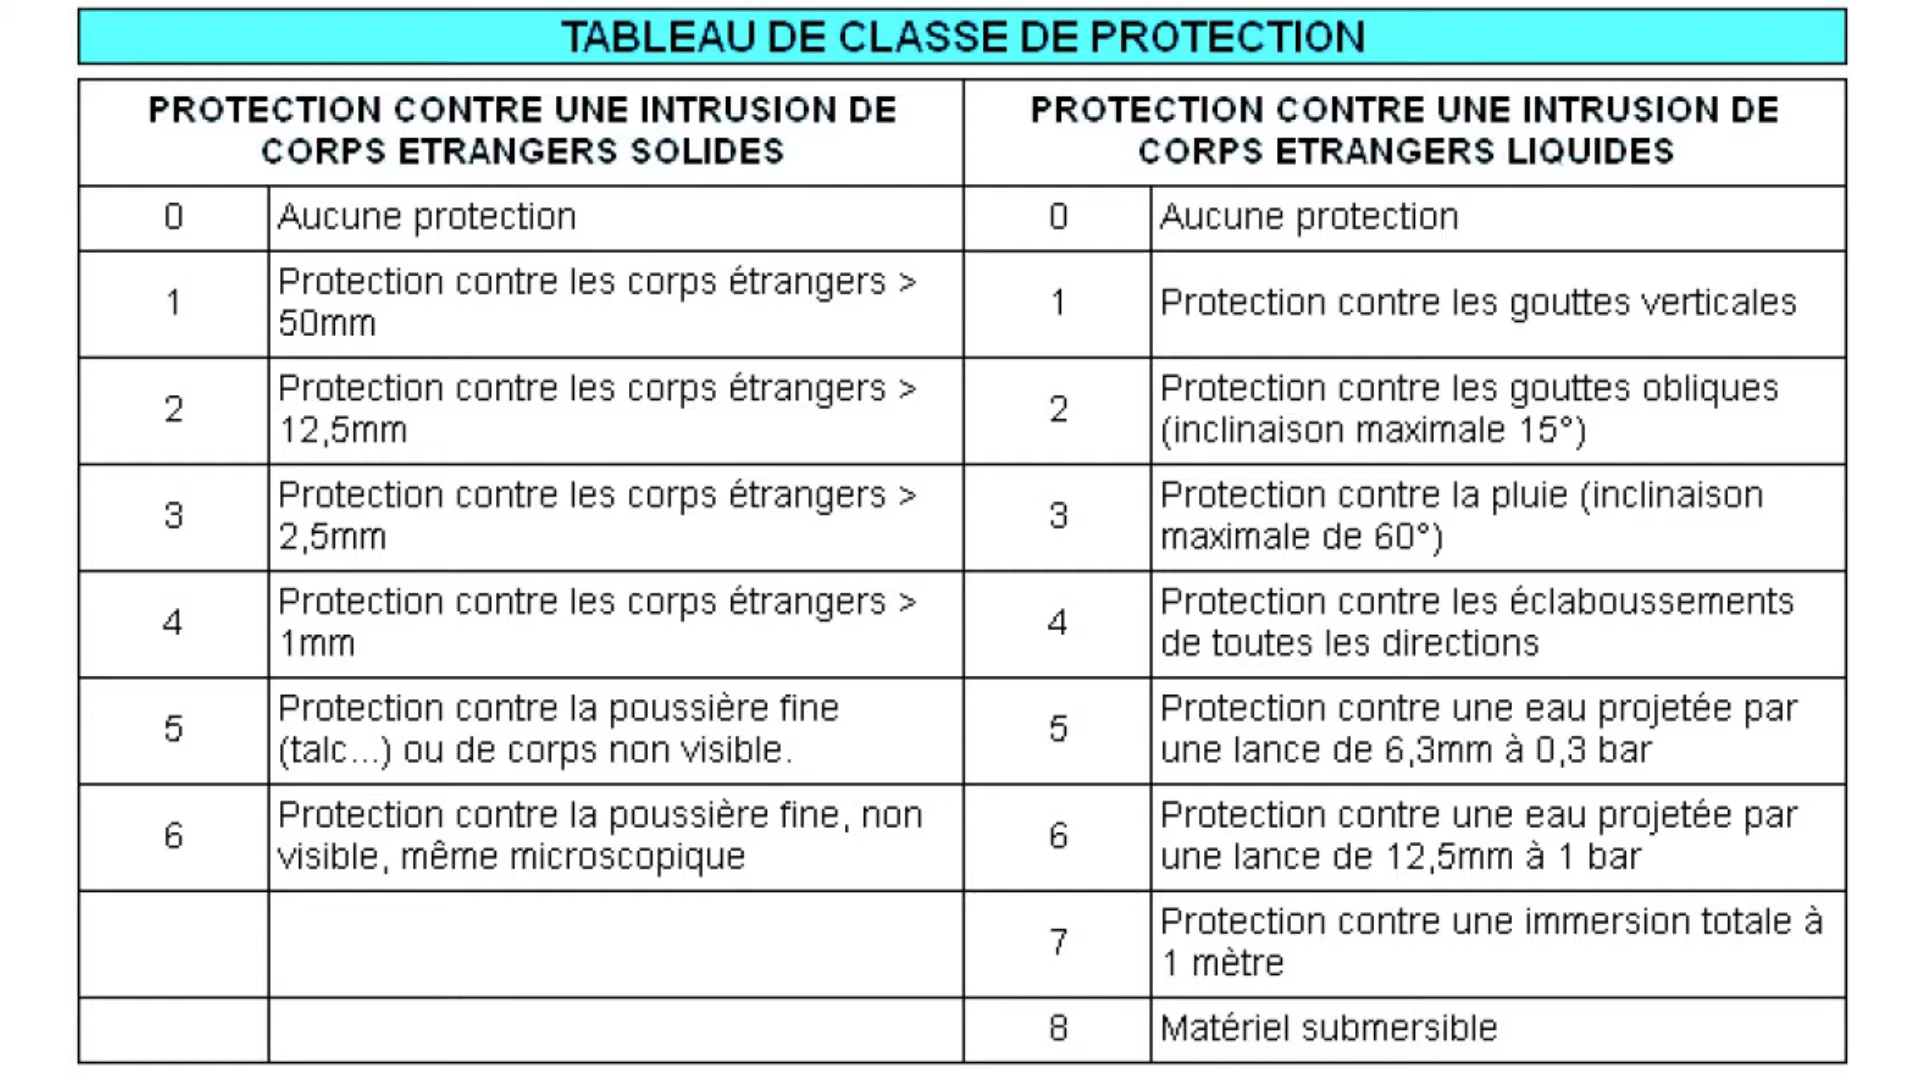 TABLEAU DE CLASSE DE PROTECTION
PROTECTION CONTRE UNE INTRUSION DE
CORPS ETRANGERS SOLIDES
PROTECTION CONTRE UNE INTRUSION DE
CORPS ETRANGERS LIQUIDES
0
Aucune protection
0
Aucune protection
1
Protection contre les corps étrangers >
50mm
1
Protection contre les gouttes verticales
2
Protection contre les corps étrangers >
12,5mm
2
Protection contre les gouttes obliques
(inclinaison maximale 15°)
3
Protection contre les corps étrangers >
2,5mm
3
Protection contre la pluie (inclinaison
maximale de 60°)
4
Protection contre les corps étrangers >
1mm
4
Protection contre les éclaboussements
de toutes les directions
5
Protection contre la poussière fine
(talc...) ou de corps non visible.
5
Protection contre une eau projetée par
une lance de 6,3mm à 0,3 bar
6
Protection contre la poussière fine, non
visible, même microscopique
6
Protection contre une eau projetée par
une lance de 12,5mm à 1 bar
7
Protection contre une immersion totale à
1 mètre
8
Matériel submersible